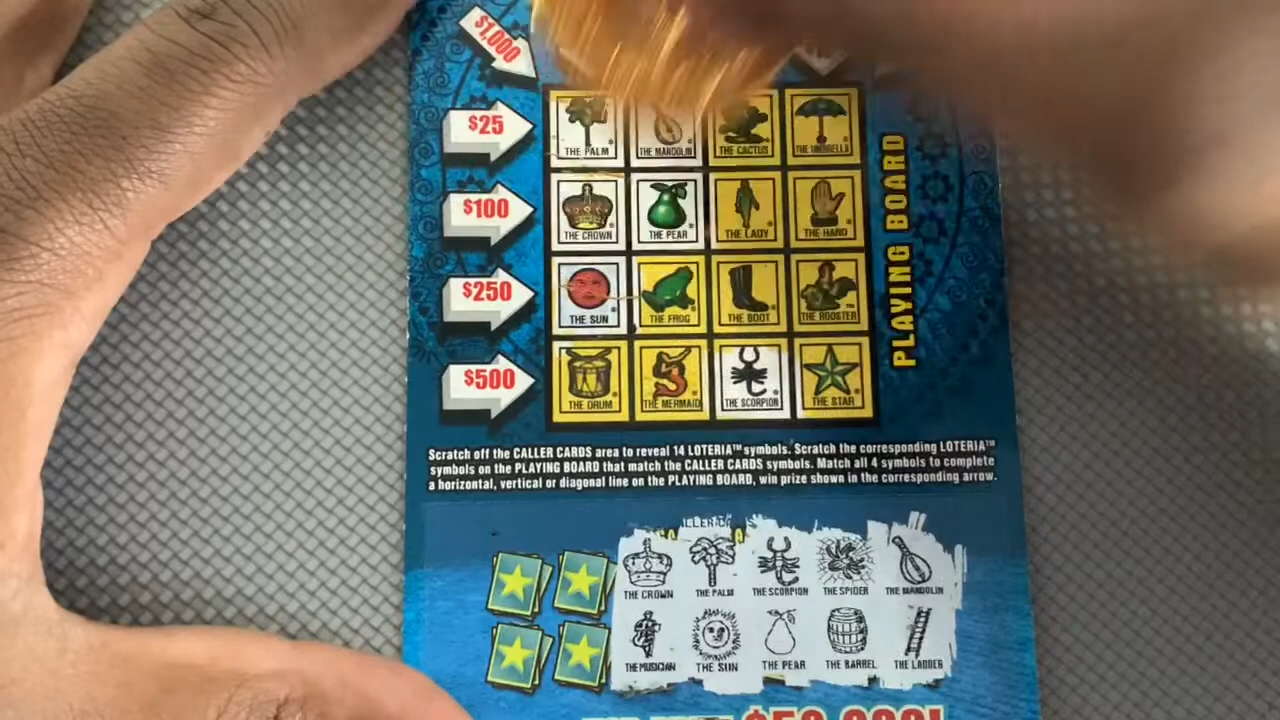 $1,000
$25
THE PALM THE MANDOLIN THE CACTUS THE UMBRELLA
$100
THE CROWN THE PEAR THE LADY THE HAND
$250
THE SUN THE FROG THE BOOT THE ROOSTER™
$500
THE DRUM THE MERMAID THE SCORPION THE STAR
PLAYING BOARD
Scratch off the CALLER CARDS area to reveal 14 LOTERIA™ symbols. Scratch the corresponding LOTERIA™
symbols on the PLAYING BOARD that match the CALLER CARDS symbols. Match all 4 symbols to complete
a horizontal, vertical or diagonal line on the PLAYING BOARD, win prize shown in the corresponding arrow.
THE CROWN THE PALM THE SCORPION THE SPIDER THE MANDOLIN
THE MUSICIAN THE SUN THE PEAR THE BARREL THE LADDER